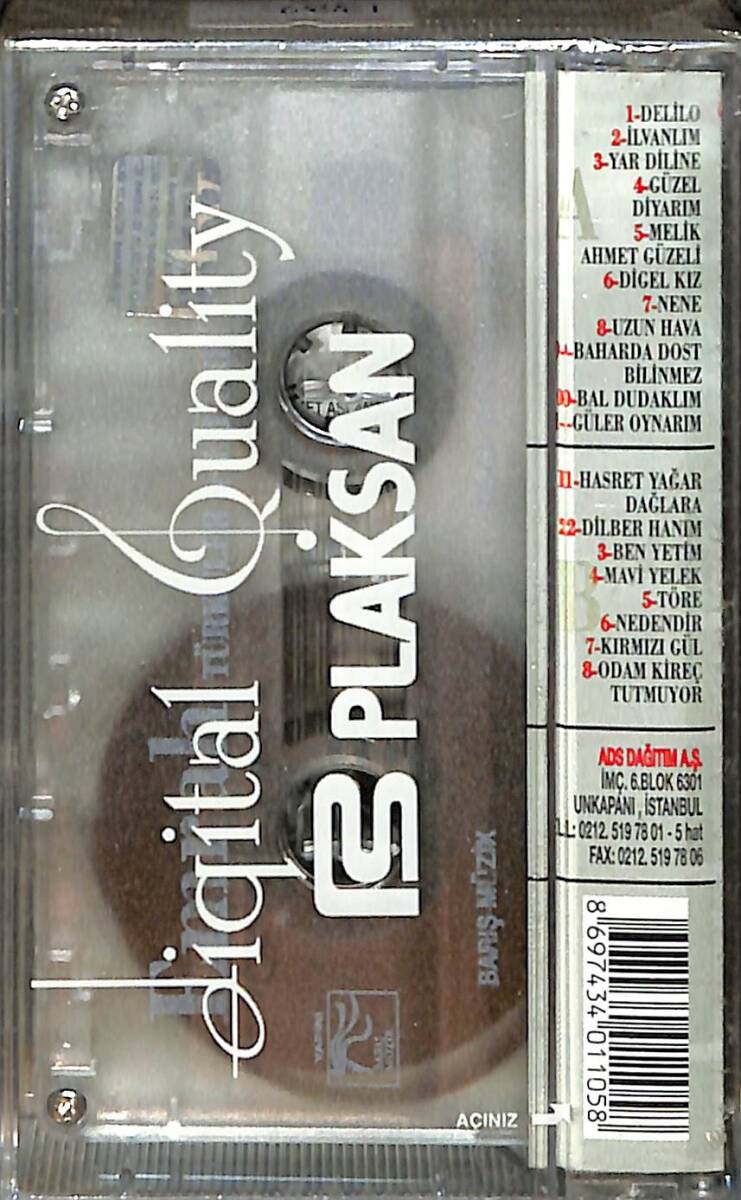 1-DELİLO
2-İLVANLIM
3-YAR DİLİNE
4-GÜZEL
DİYARIM
5-MELİK
AHMET GÜZELİ
6-DİGEL KIZ
7-NENE
8-UZUN HAVA
-BAHARDA DOST
BİLİNMEZ
-BAL DUDAKLIM
-GÜLER OYNARIM
A
1-HASRET YAĞAR
DAĞLARA
2-DİLBER HANIM
3-BEN YETİM
4-MAVİ YELEK
5-TÖRE
6-NEDENDİR
7-KIRMIZI GÜL
8-ODAM KİREÇ
TUTMUYOR
B
ADS DAĞITIM A.Ş.
İMÇ. 6.BLOK 6301
UNKAPANI , İSTANBUL
LL: 0212. 519 78 01 - 5 hat
FAX: 0212. 519 78 06
8 697434 011058
Digital Quality
PLAKSAN
BARIŞ MÜZİK
AÇINIZ